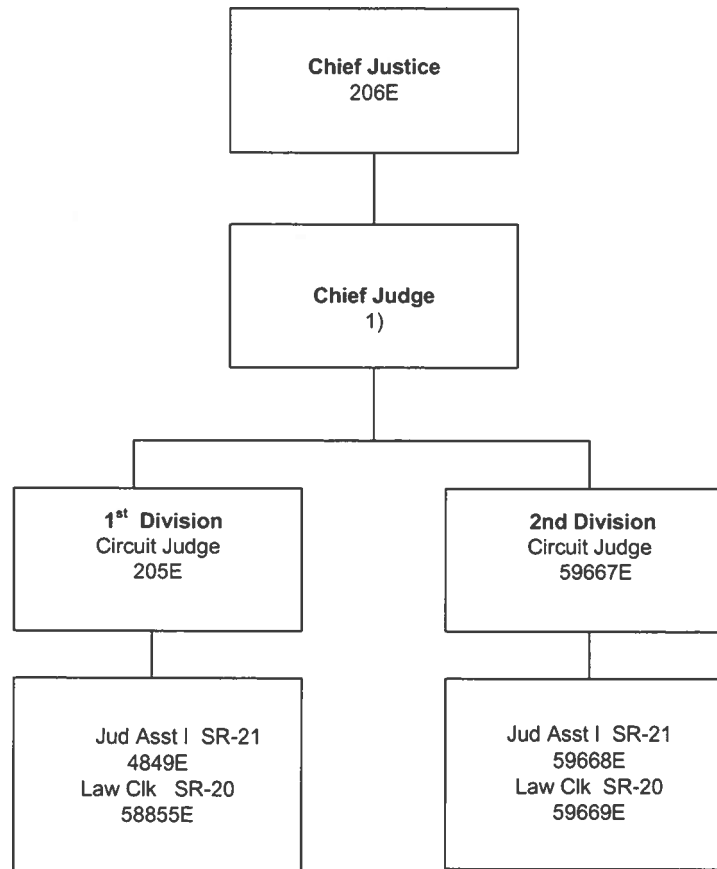 Chief Justice
206E
Chief Judge
1)
1st Division
Circuit Judge
205E
2nd Division
Circuit Judge
59667E
Jud Asst I SR-21
4849E
Law Clk SR-20
58855E
Jud Asst I SR-21
59668E
Law Clk SR-20
59669E